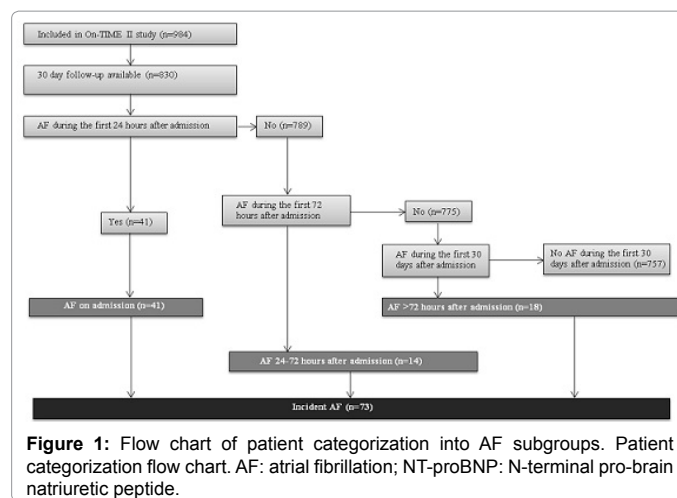 Included in On-TIME II study (n=984)
30 day follow-up available (n=830)
AF during the first 24 hours after admission
No (n=789)
AF during the first 72
hours after admission
No (n=775)
Yes (n=41)
AF during the first 30
days after admission
No AF during the first 30
days after admission (n=757)
AF on admission (n=41)
AF >72 hours after admission (n=18)
AF 24-72 hours after admission (n=14)
Incident AF (n=73)
Figure 1: Flow chart of patient categorization into AF subgroups. Patient
categorization flow chart. AF: atrial fibrillation; NT-proBNP: N-terminal pro-brain
natriuretic peptide.